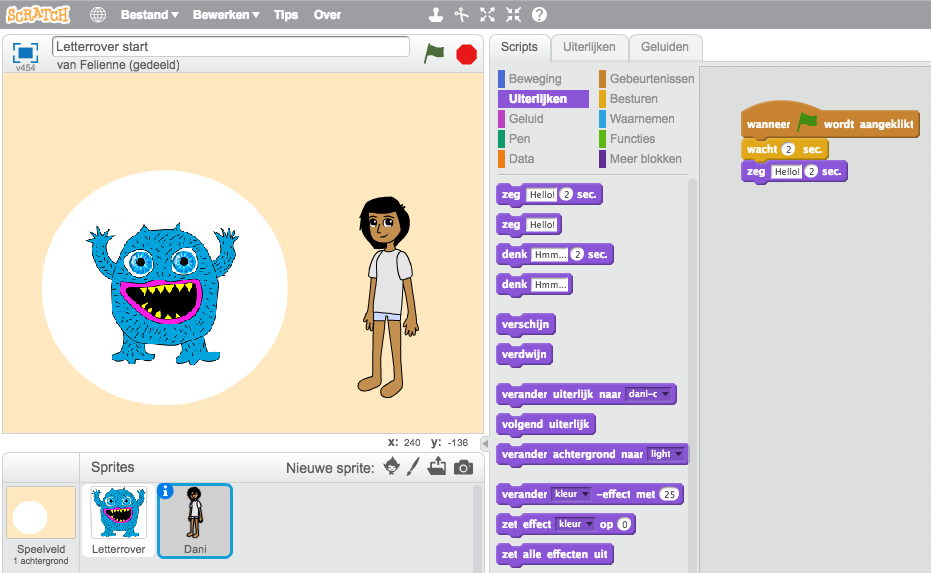 SCRATCH
Bestand Bewerken Tips Over
v454
Letterrover start
van Felienne (gedeeld)
x: 240 y: -136
Sprites
Nieuwe sprite:
Speelveld
1 achtergrond
Letterrover
i
Dani
Scripts Uiterlijken Geluiden
Beweging Gebeurtenissen
Uiterlijken Besturen
Geluid Waarnemen
Pen Functies
Data Meer blokken
zeg Hello! 2 sec.
zeg Hello!
denk Hmm... 2 sec.
denk Hmm...
verschijn
verdwijn
verander uiterlijk naar dani-c
volgend uiterlijk
verander achtergrond naar light
verander kleur -effect met 25
zet effect kleur op 0
zet alle effecten uit
wanneer wordt aangeklikt
wacht 2 sec.
zeg Hello! 2 sec.